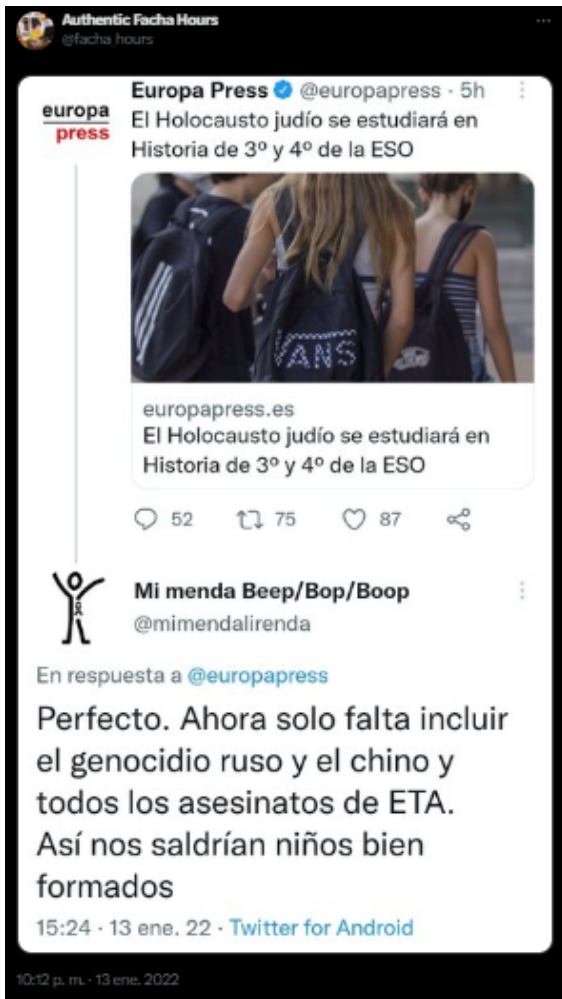 Authentic Facha Hours
@facha_hours
europa
press
Europa Press @europapress · 5h
El Holocausto judío se estudiará en
Historia de 3º y 4º de la ESO
VANS
europapress.es
El Holocausto judío se estudiará en
Historia de 3º y 4º de la ESO
52 75 87
Mi menda Beep/Bop/Boop
@mimendalirenda
En respuesta a @europapress
Perfecto. Ahora solo falta incluir
el genocidio ruso y el chino y
todos los asesinatos de ETA.
Así nos saldrían niños bien
formados
15:24 · 13 ene. 22 · Twitter for Android
10:12 p. m. · 13 ene. 2022